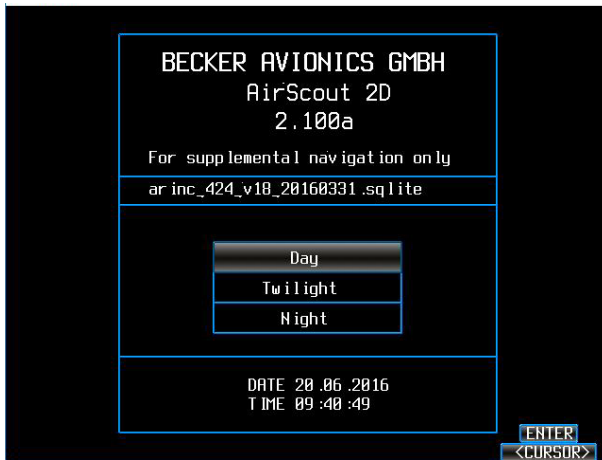 BECKER AVIONICS GMBH
AirScout 2D
2.100a
For supplemental navigation only
arinc_424_v18_20160331.sqlite
Day
Twilight
Night
DATE 20.06.2016
TIME 09:40:49
ENTER
<CURSOR>